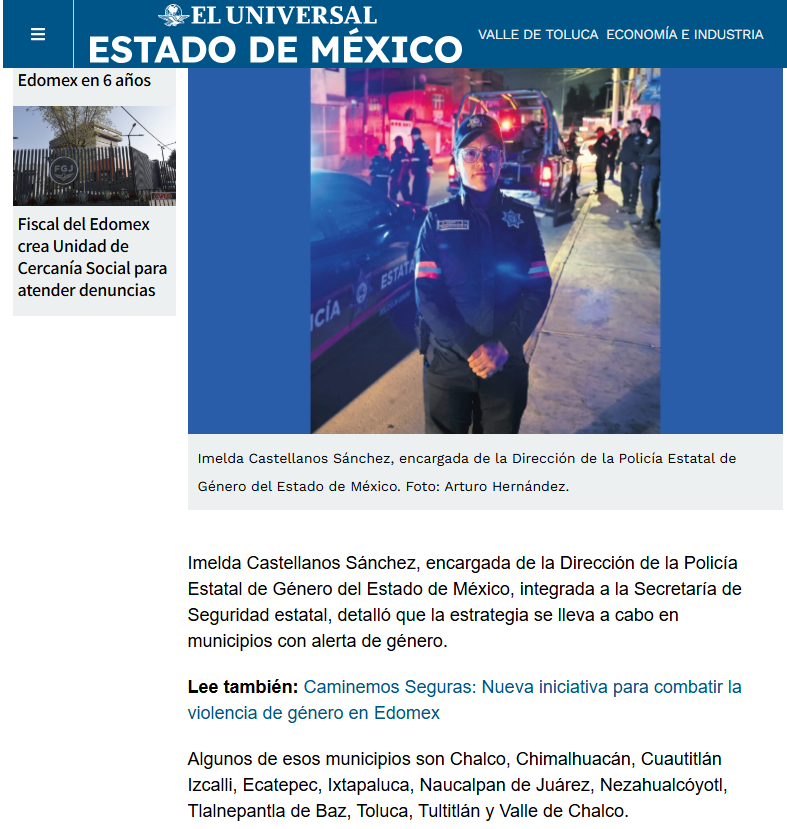 EL UNIVERSAL
ESTADO DE MÉXICO
VALLE DE TOLUCA ECONOMÍA E INDUSTRIA
Edomex en 6 años
FGJ
Fiscal del Edomex
crea Unidad de
Cercanía Social para
atender denuncias
ESTATA
ICÍA
Imelda Castellanos Sánchez, encargada de la Dirección de la Policía Estatal de
Género del Estado de México. Foto: Arturo Hernández.
Imelda Castellanos Sánchez, encargada de la Dirección de la Policía
Estatal de Género del Estado de México, integrada a la Secretaría de
Seguridad estatal, detalló que la estrategia se lleva a cabo en
municipios con alerta de género.
Lee también: Caminemos Seguras: Nueva iniciativa para combatir la
violencia de género en Edomex
Algunos de esos municipios son Chalco, Chimalhuacán, Cuautitlán
Izcalli, Ecatepec, Ixtapaluca, Naucalpan de Juárez, Nezahualcóyotl,
Tlalnepantla de Baz, Toluca, Tultitlán y Valle de Chalco.